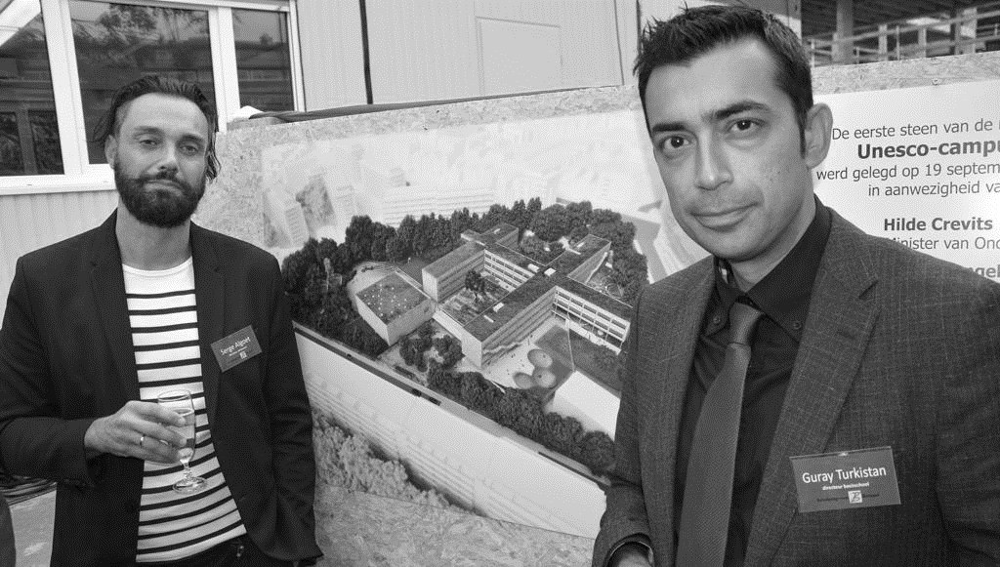 De eerste steen van de
Unesco-campu
werd gelegd op 19 septem
in aanwezigheid va
Hilde Crevits
Minister van Ond
Serge Algoet
Guray Turkistan
directeur basisschool